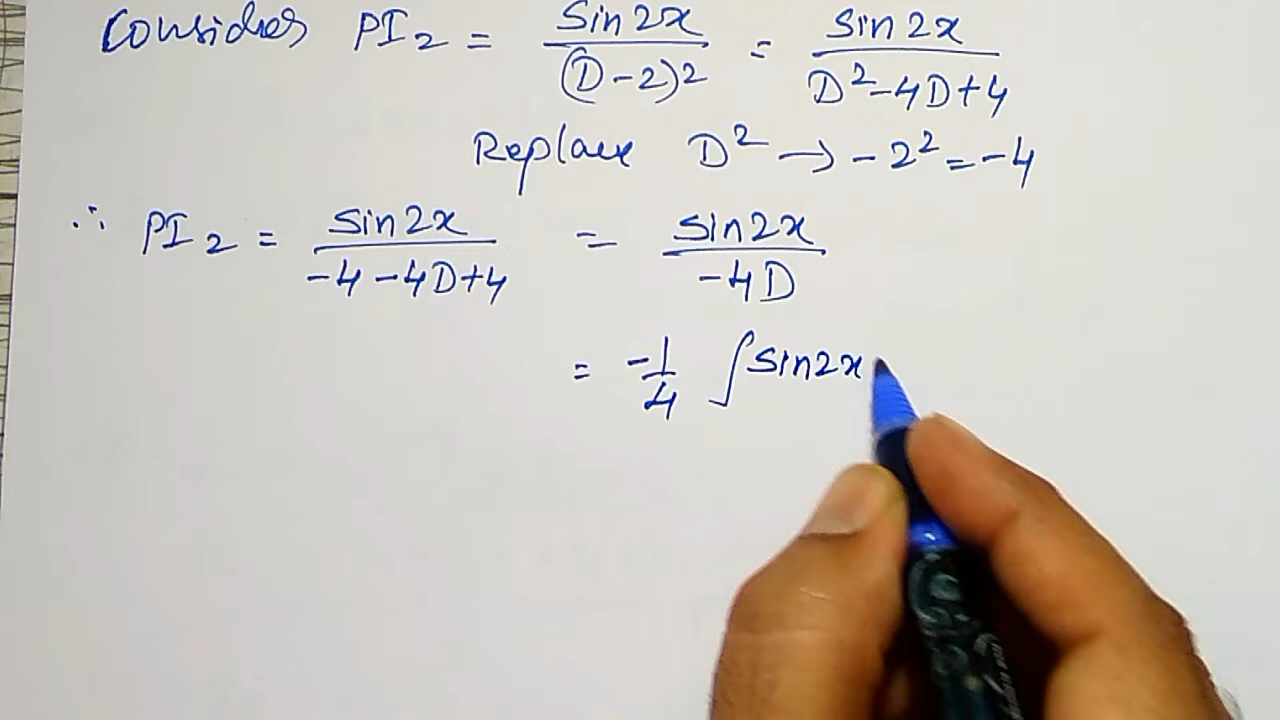 Consider PI₂ = sin2x/(D-2)² = sin2x/D²-4D+4
Replace D² → -2² = -4
∴ PI₂ = sin2x/-4-4D+4 = sin2x/-4D
= -1/4 ∫sin2x